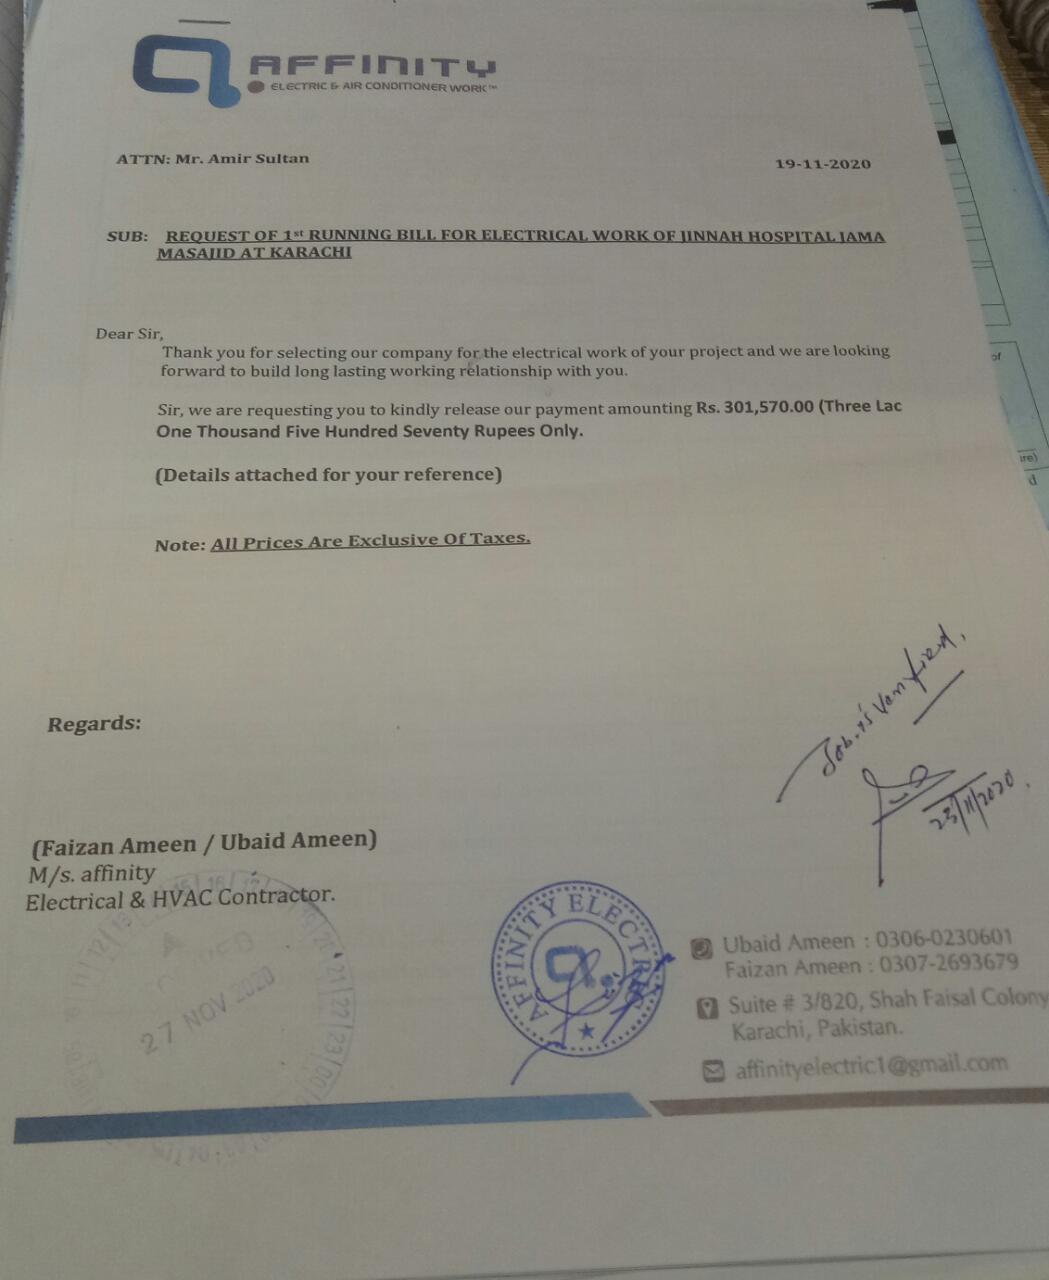 AFFINITY
ELECTRIC & AIR CONDITIONER WORK™
ATTN: Mr. Amir Sultan
19-11-2020
SUB: REQUEST OF 1st RUNNING BILL FOR ELECTRICAL WORK OF JINNAH HOSPITAL JAMA
MASAJID AT KARACHI
Dear Sir,
Thank you for selecting our company for the electrical work of your project and we are looking
forward to build long lasting working relationship with you.
Sir, we are requesting you to kindly release our payment amounting Rs. 301,570.00 (Three Lac
One Thousand Five Hundred Seventy Rupees Only.
(Details attached for your reference)
Note: All Prices Are Exclusive Of Taxes.
Job is Verified.
23/11/2020.
Regards:
(Faizan Ameen / Ubaid Ameen)
M/s. affinity
Electrical & HVAC Contractor.
27 NOV 2020
AFFINITY ELECTRIC
Ubaid Ameen : 0306-0230601
Faizan Ameen : 0307-2693679
Suite # 3/820, Shah Faisal Colony
Karachi, Pakistan.
affinityelectric1@gmail.com